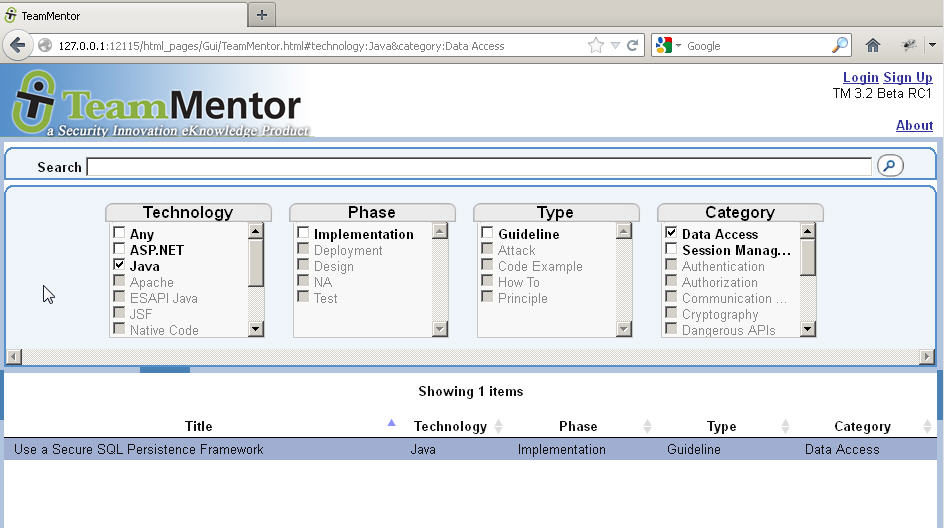 TeamMentor
127.0.0.1:12115/html_pages/Gui/TeamMentor.html#technology:Java&category:Data Access
Google
TeamMentor
a Security Innovation eKnowledge Product
Login Sign Up
TM 3.2 Beta RC1
About
Search
Technology Phase Type Category
Any Implementation Guideline Data Access
ASP.NET Deployment Attack Session Manag...
Java Design Code Example Authentication
Apache NA How To Authorization
ESAPI Java Test Principle Communication ...
JSF Cryptography
Native Code Dangerous APIs
Showing 1 items
Title Technology Phase Type Category
Use a Secure SQL Persistence Framework Java Implementation Guideline Data Access